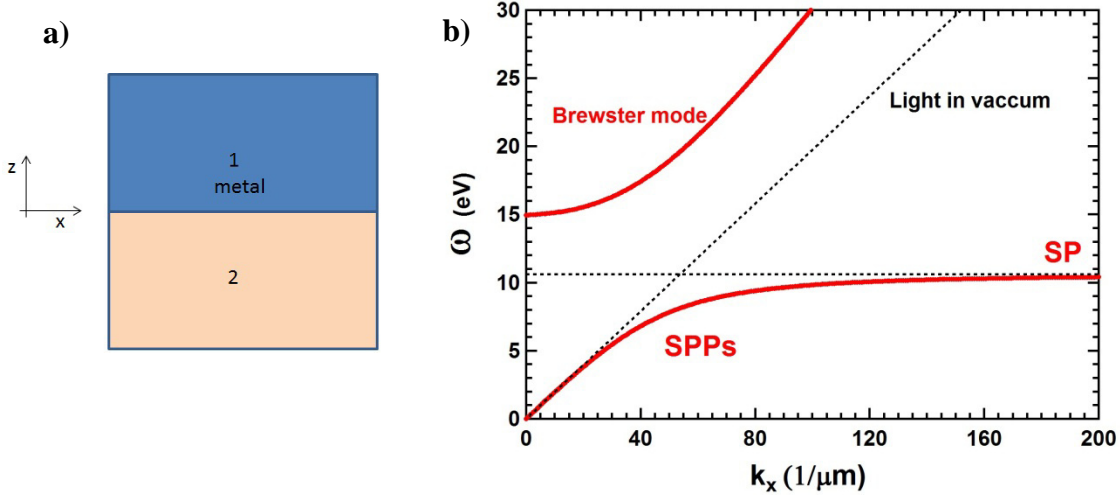 a)
1
metal
z
x
2
b)
30
25
20
15
10
5
0
ω (eV)
Brewster mode
Light in vaccum
SP
SPPs
0
40
80
120
160
200
kₓ (1/μm)